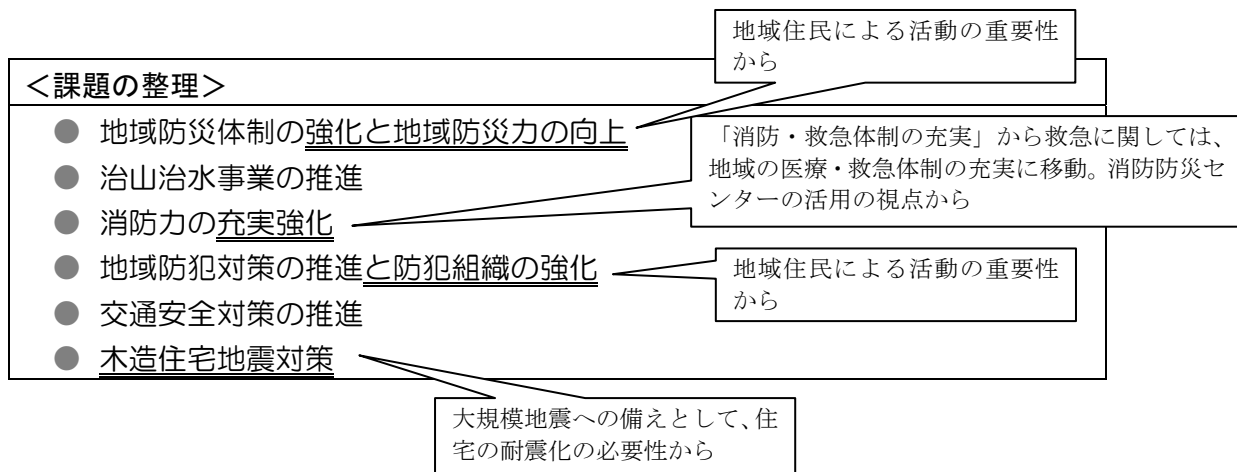 地域住民による活動の重要性
から
＜課題の整理＞
● 地域防災体制の強化と地域防災力の向上
「消防・救急体制の充実」から救急に関しては、
地域の医療・救急体制の充実に移動。消防防災セ
ンターの活用の視点から
● 治山治水事業の推進
● 消防力の充実強化
● 地域防犯対策の推進と防犯組織の強化
地域住民による活動の重要性
から
● 交通安全対策の推進
● 木造住宅地震対策
大規模地震への備えとして、住
宅の耐震化の必要性から